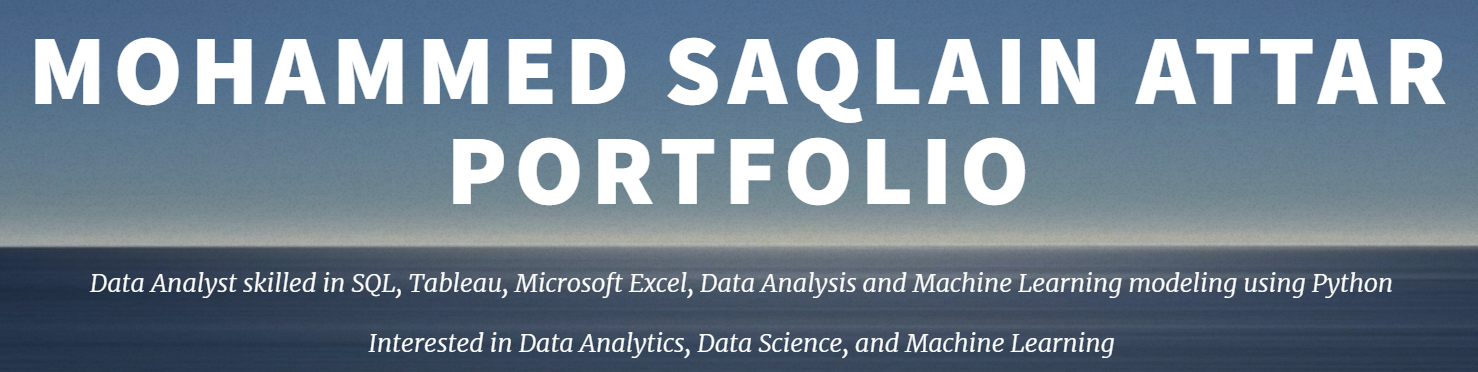 MOHAMMED SAQLAIN ATTAR
PORTFOLIO
Data Analyst skilled in SQL, Tableau, Microsoft Excel, Data Analysis and Machine Learning modeling using Python
Interested in Data Analytics, Data Science, and Machine Learning